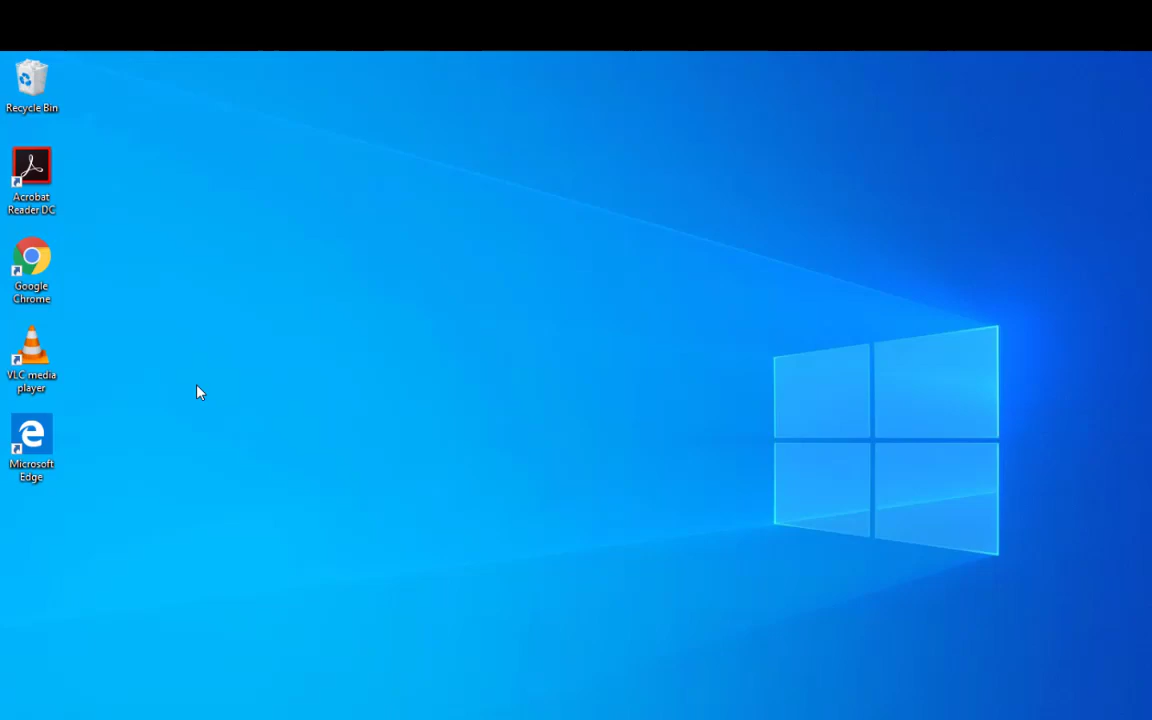 Recycle Bin
Acrobat
Reader DC
Google
Chrome
VLC media
player
Microsoft
Edge